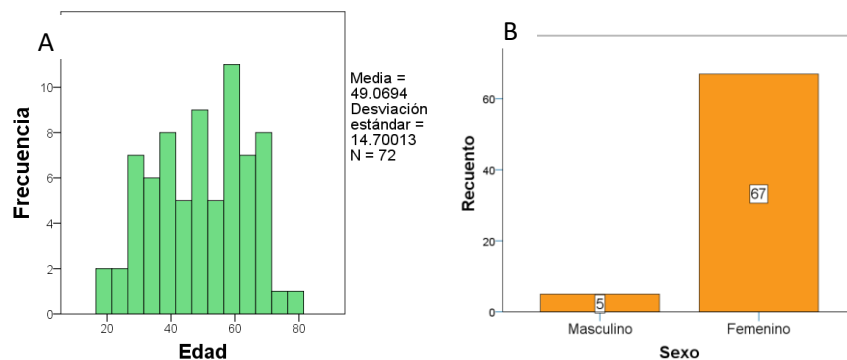 A
Frecuencia
10
8
6
4
2
0
20 40 60 80
Edad
Media =
49.0694
Desviación
estándar =
14.70013
N = 72
B
Recuento
60
40
20
0
5
67
Masculino Femenino
Sexo